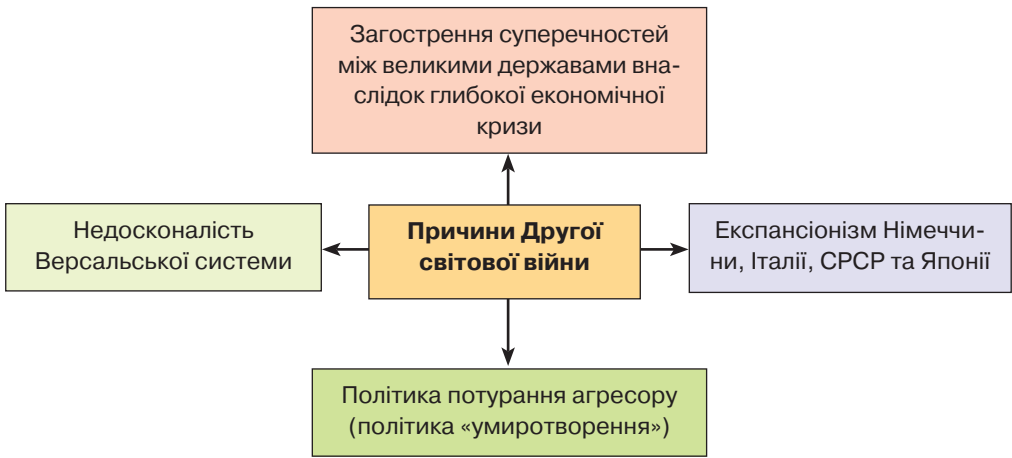 Загострення суперечностей
між великими державами вна-
слідок глибокої економічної
кризи
Недосконалість
Версальської системи
Причини Другої
світової війни
Експансіонізм Німеччи-
ни, Італії, СРСР та Японії
Політика потурання агресору
(політика «умиротворення»)